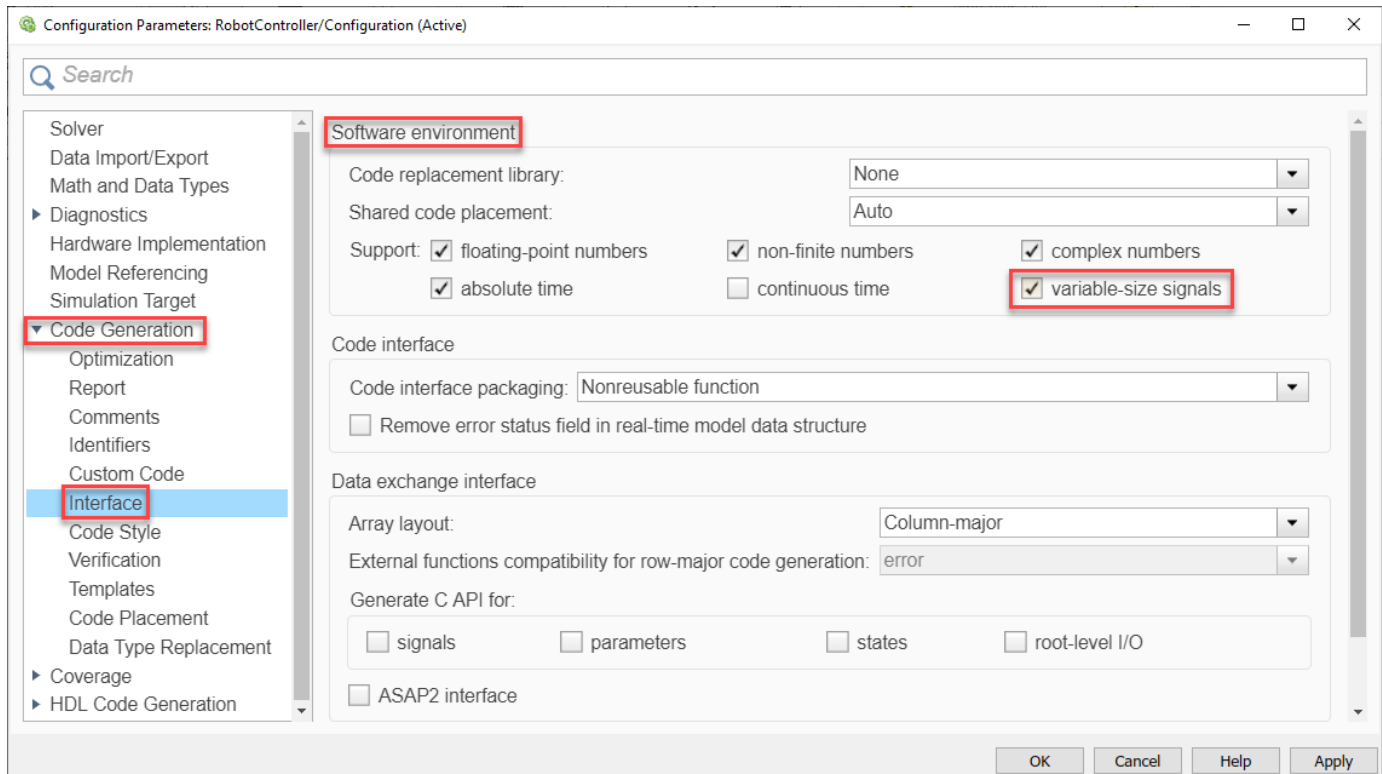 Configuration Parameters: RobotController/Configuration (Active)
Search
Solver
Data Import/Export
Math and Data Types
Diagnostics
Hardware Implementation
Model Referencing
Simulation Target
Code Generation
Optimization
Report
Comments
Identifiers
Custom Code
Interface
Code Style
Verification
Templates
Code Placement
Data Type Replacement
Coverage
HDL Code Generation
Software environment
Code replacement library: None
Shared code placement: Auto
Support: floating-point numbers non-finite numbers complex numbers
absolute time continuous time variable-size signals
Code interface
Code interface packaging: Nonreusable function
Remove error status field in real-time model data structure
Data exchange interface
Array layout: Column-major
External functions compatibility for row-major code generation: error
Generate C API for:
signals parameters states root-level I/O
ASAP2 interface
OK Cancel Help Apply